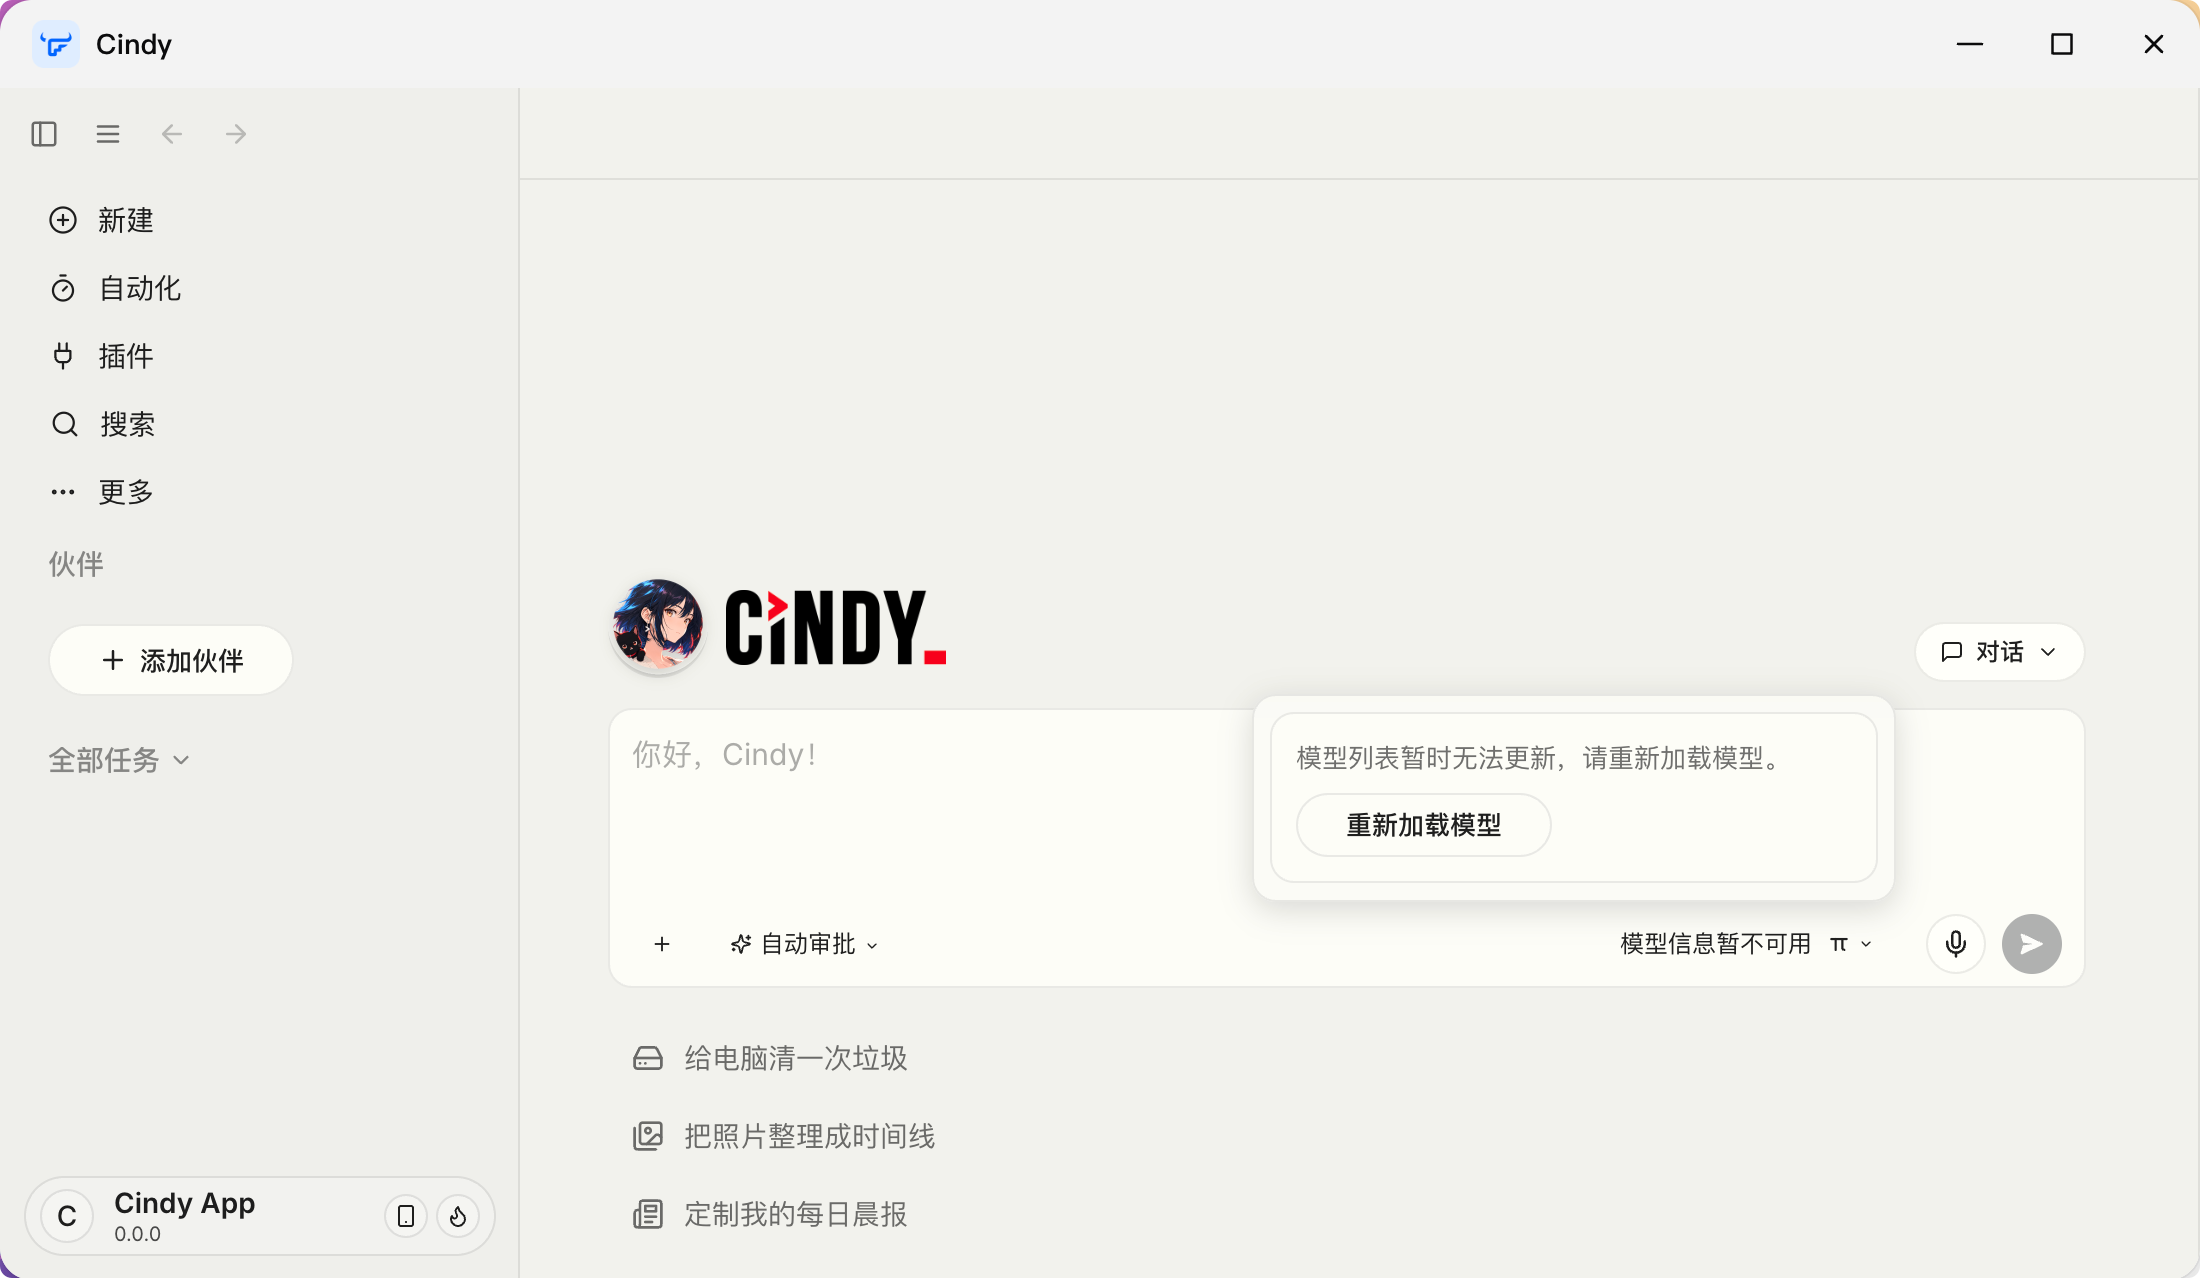 Cindy
新建
自动化
插件
搜索
更多
伙伴
添加伙伴
全部任务
CiNDY_
对话
你好，Cindy！
模型列表暂时无法更新，请重新加载模型。
重新加载模型
自动审批
模型信息暂不可用 π
给电脑清一次垃圾
把照片整理成时间线
定制我的每日晨报
C
Cindy App
0.0.0